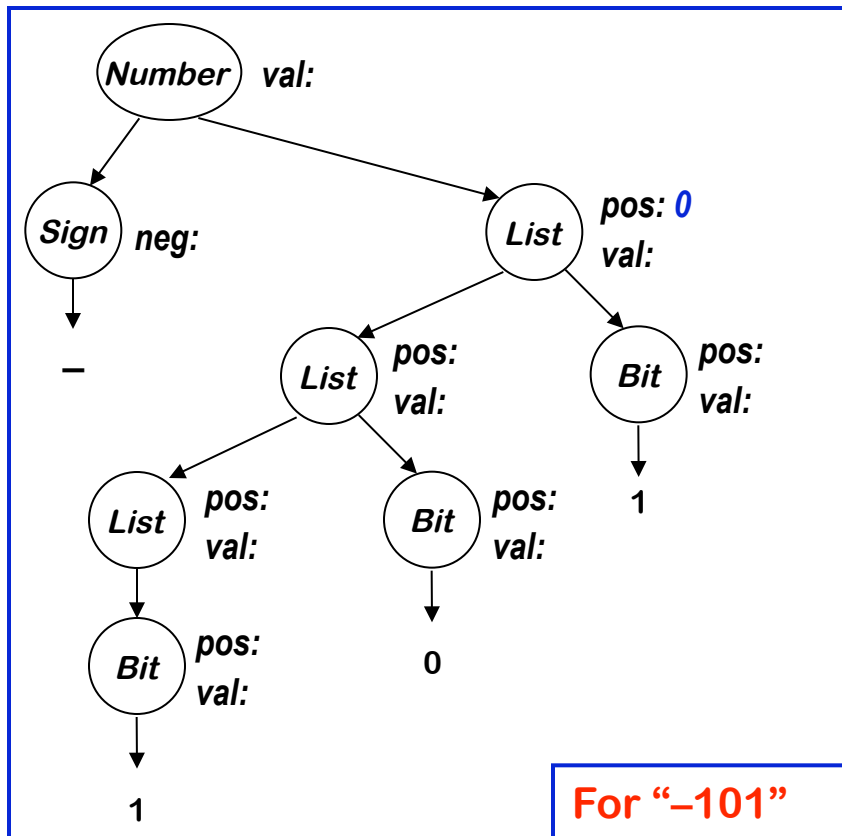 Number val:
Sign neg:
List pos: 0
val:
–
List pos:
val:
Bit pos:
val:
List pos:
val:
Bit pos:
val:
1
Bit pos:
val:
0
1
For “–101”